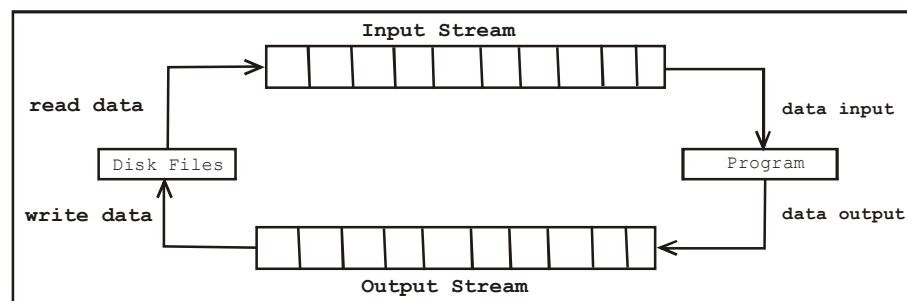 Input Stream
read data
data input
Disk Files
Program
write data
data output
Output Stream